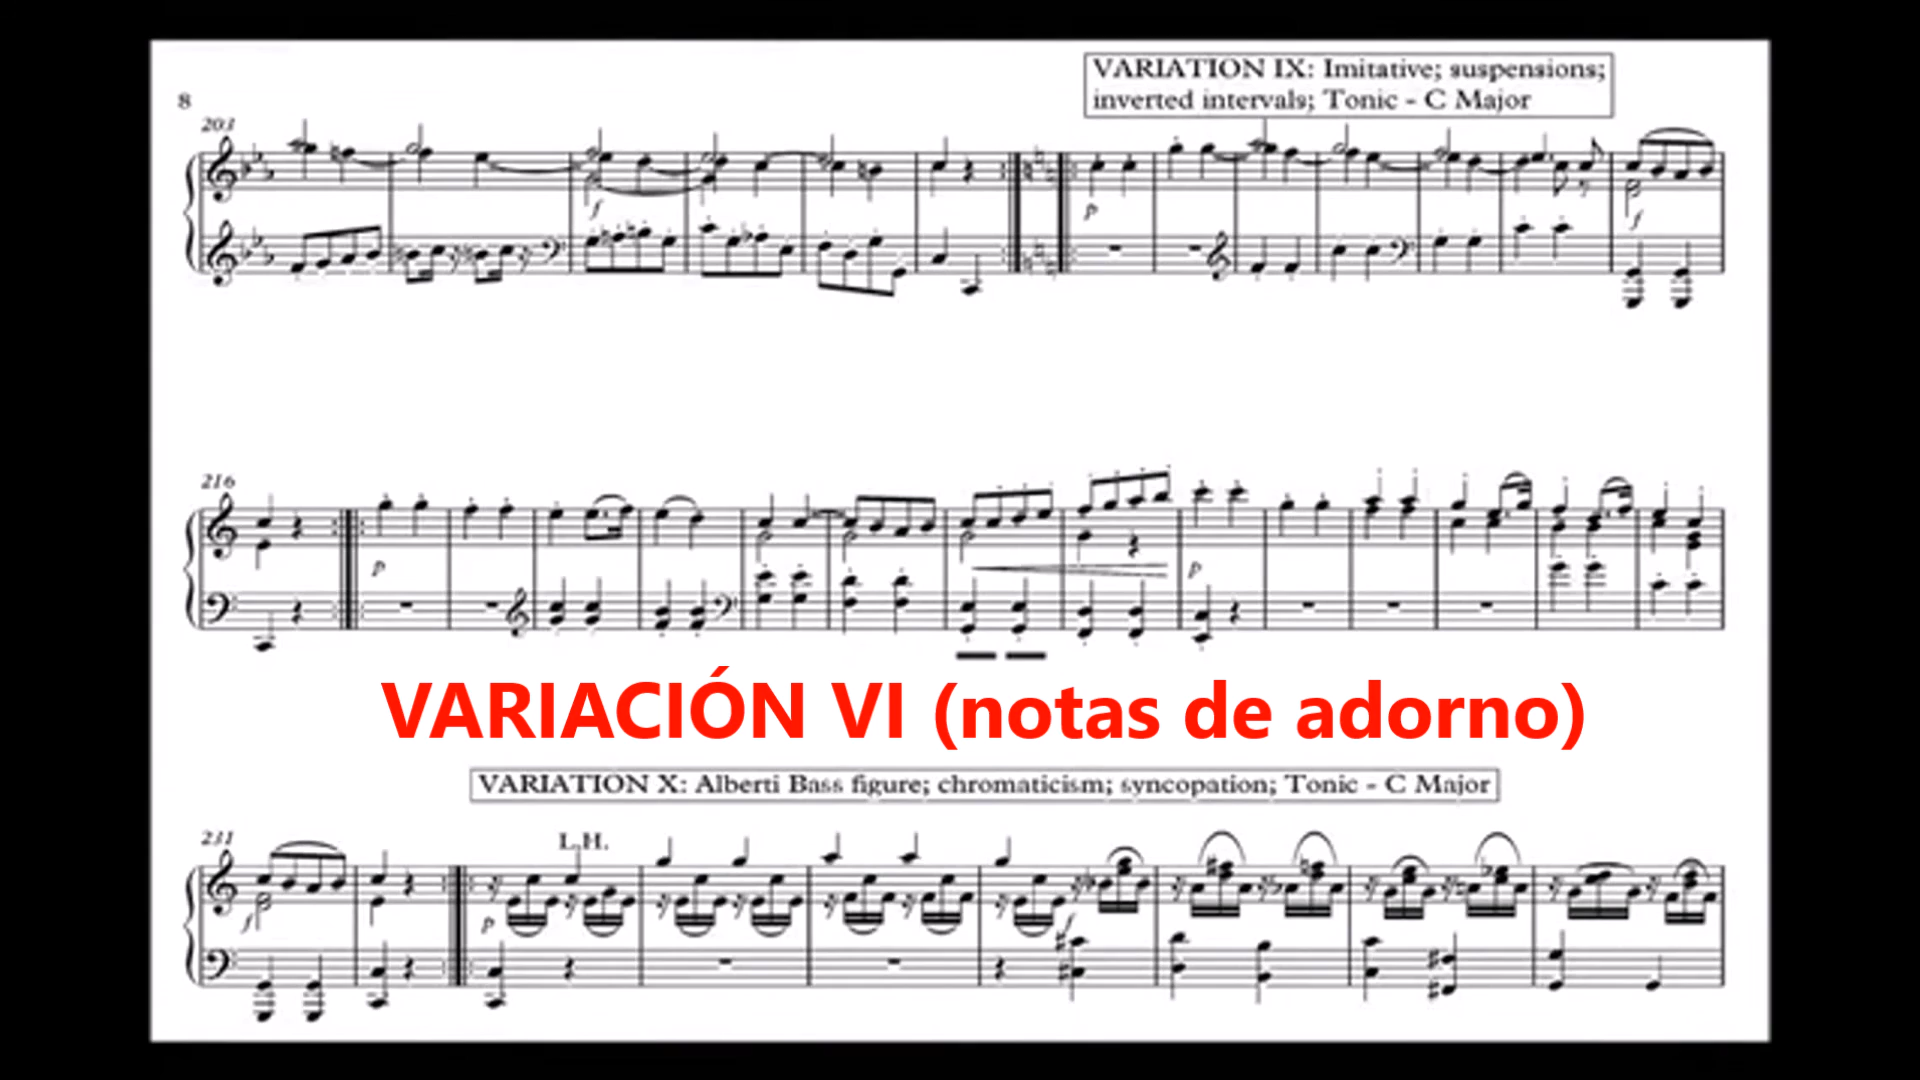 VARIATION IX: Imitative; suspensions;
inverted intervals; Tonic - C Major
8
203
f
p
f
216
p
p
VARIACIÓN VI (notas de adorno)
VARIATION X: Alberti Bass figure; chromaticism; syncopation; Tonic - C Major
231
L.H.
f
p
f